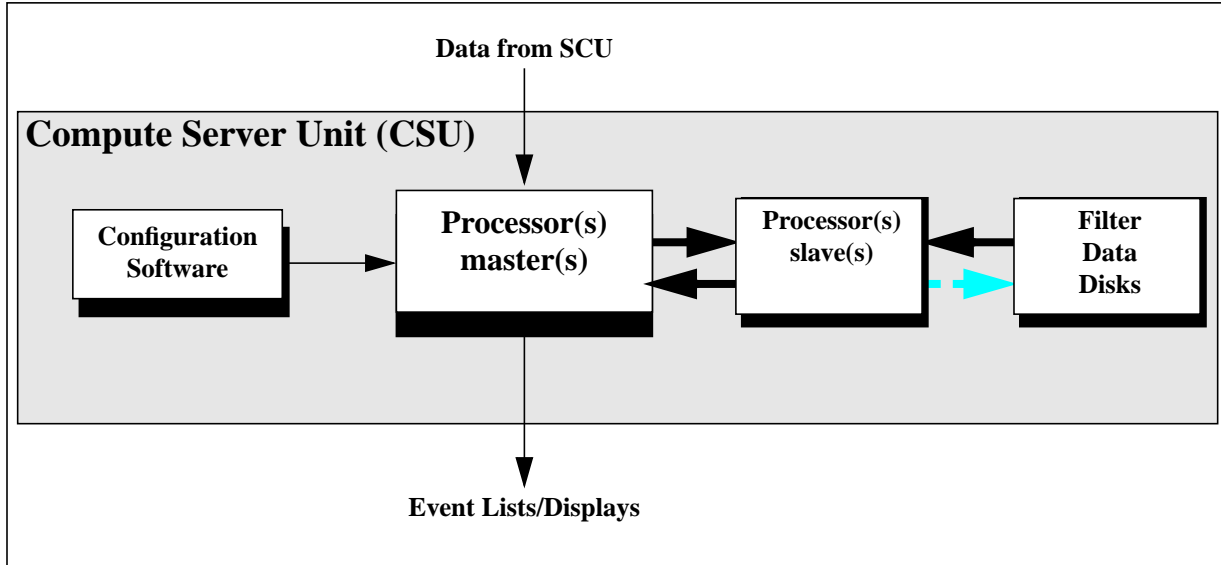 Data from SCU
Compute Server Unit (CSU)
Configuration
Software
Processor(s)
master(s)
Processor(s)
slave(s)
Filter
Data
Disks
Event Lists/Displays